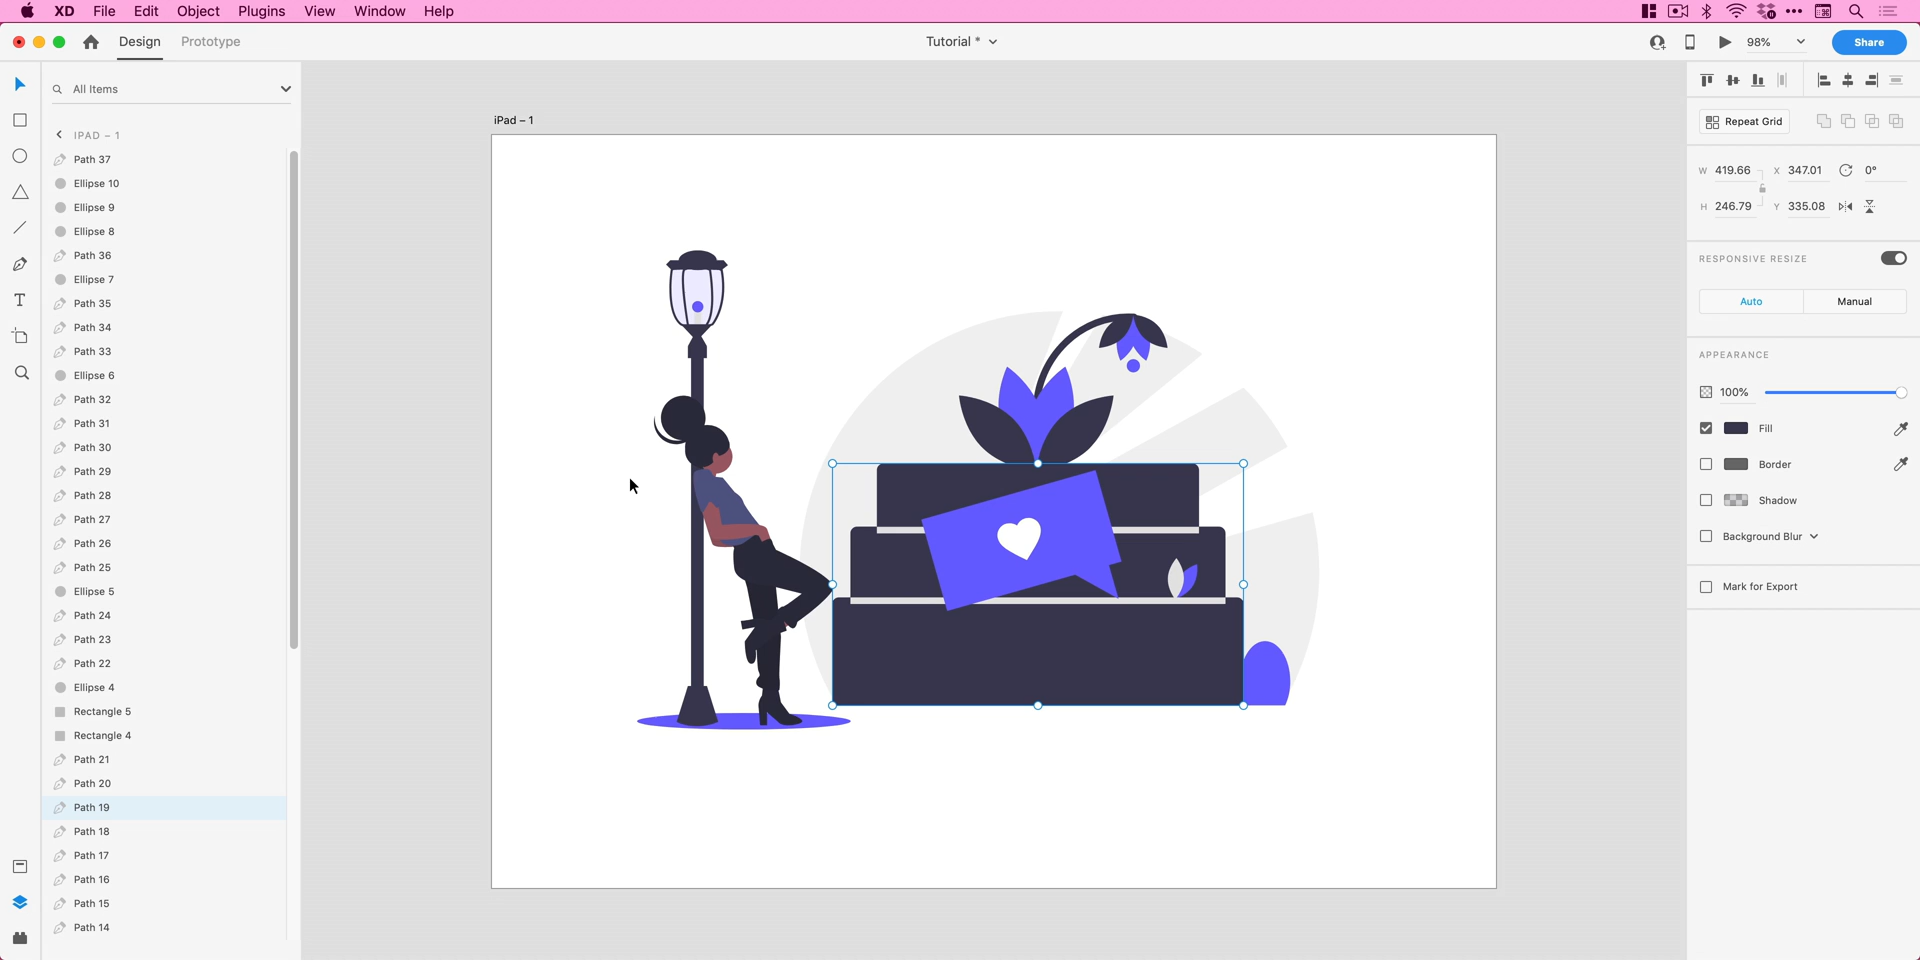 XD File Edit Object Plugins View Window Help
Design Prototype
Tutorial *
98%
Share
All Items
IPAD – 1
Path 37
Ellipse 10
Ellipse 9
Ellipse 8
Path 36
Ellipse 7
Path 35
Path 34
Path 33
Ellipse 6
Path 32
Path 31
Path 30
Path 29
Path 28
Path 27
Path 26
Path 25
Ellipse 5
Path 24
Path 23
Path 22
Ellipse 4
Rectangle 5
Rectangle 4
Path 21
Path 20
Path 19
Path 18
Path 17
Path 16
Path 15
Path 14
iPad – 1
Repeat Grid
W 419.66 X 347.01 0°
H 246.79 Y 335.08
RESPONSIVE RESIZE
Auto Manual
APPEARANCE
100%
Fill
Border
Shadow
Background Blur
Mark for Export